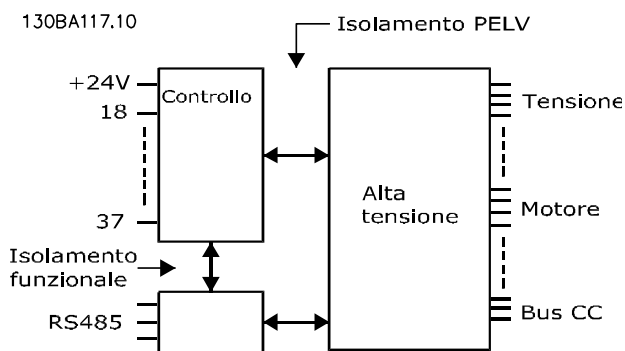 130BA117.10
Isolamento PELV
+24V
18
37
Controllo
Alta
tensione
Tensione
Motore
Bus CC
Isolamento
funzionale
RS485